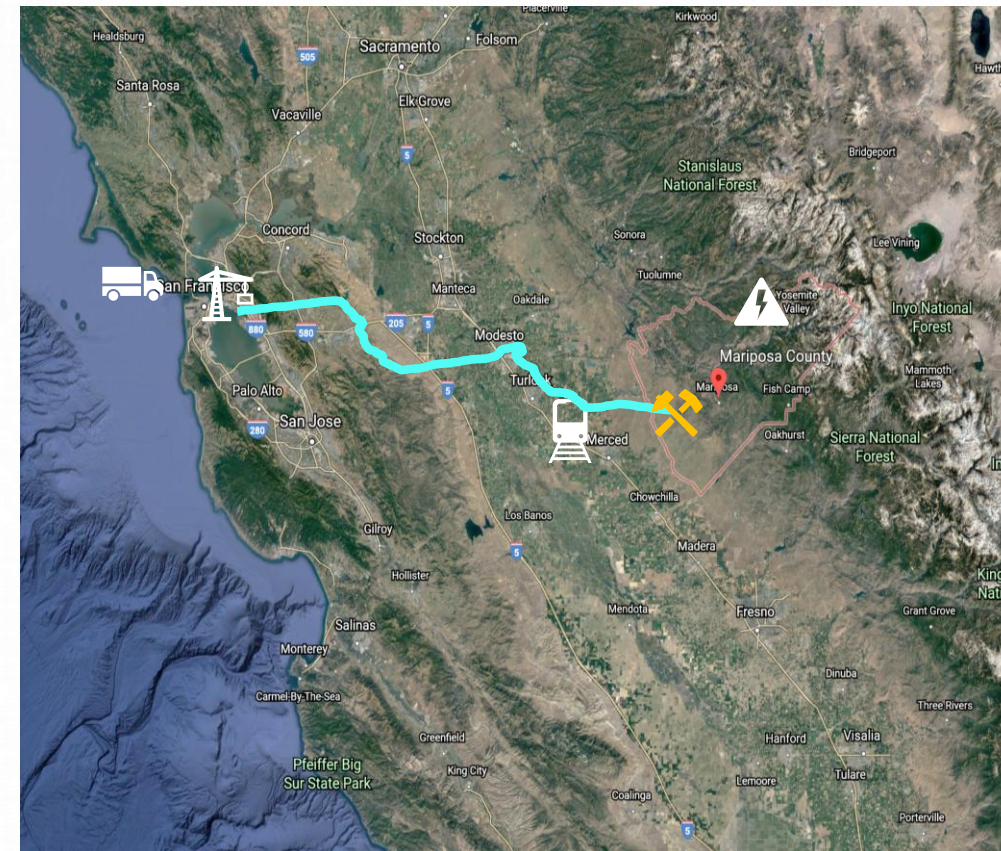 Placerville
Kirkwood
Healdsburg
Folsom
Sacramento
505
Santa Rosa
Elk Grove
Vacaville
Bridgeport
5
Stanislaus
National Forest
Concord
Stockton
Sonora
Lee Vining
Tuolumne
San Francisco
Manteca
Oakdale
Yosemite
Valley
Inyo National
Forest
880
580
205
5
Modesto
Mariposa County
Mammoth
Lakes
Palo Alto
Turlock
Mariposa
Fish Camp
5
San Jose
280
Merced
Oakhurst
Sierra National
Forest
Chowchilla
Los Banos
Gilroy
5
Madera
Hollister
Mendota
Fresno
Grant Grove
Salinas
Monterey
Dinuba
Carmel-By-The-Sea
Three Rivers
Greenfield
Hanford
Visalia
Pfeiffer Big
Sur State Park
King City
Lemoore
Tulare
Coalinga
Porterville
5